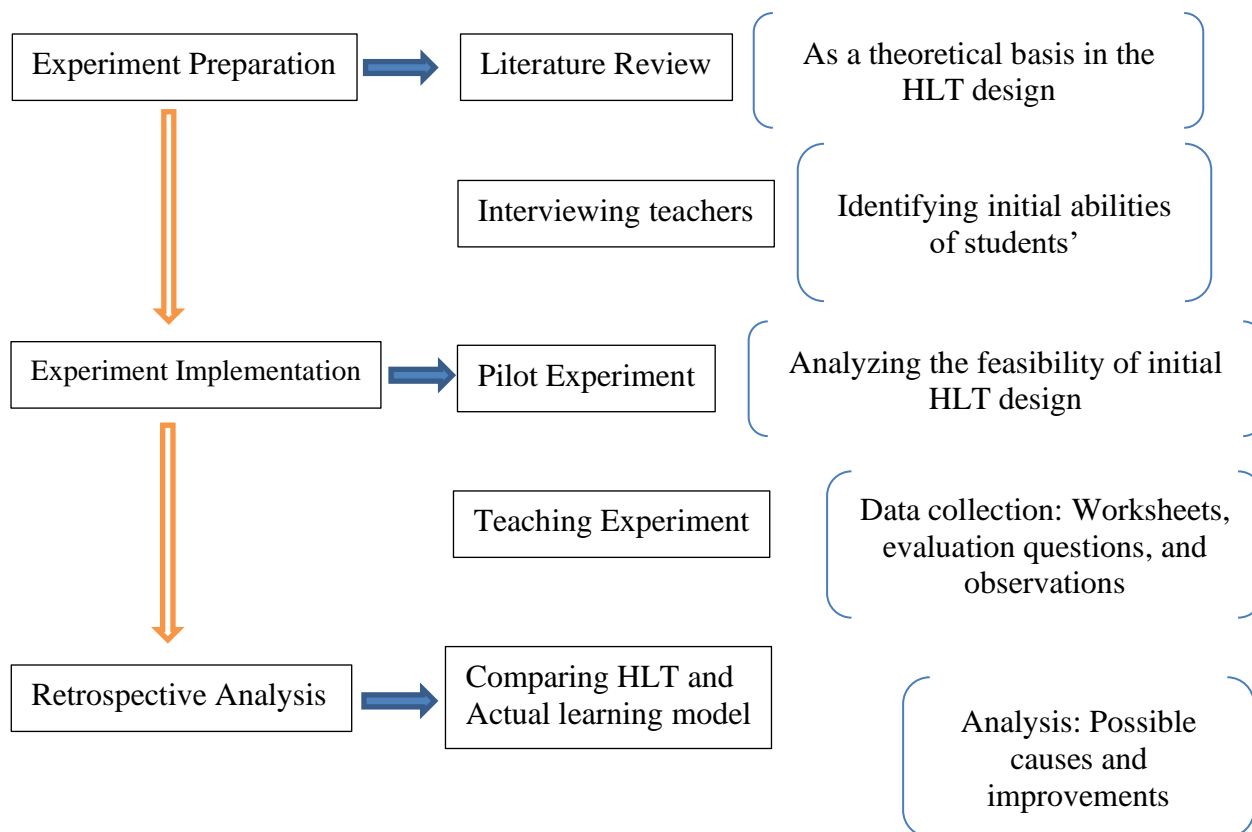 Experiment Preparation
Literature Review
As a theoretical basis in the
HLT design
Interviewing teachers
Identifying initial abilities
of students’
Experiment Implementation
Pilot Experiment
Analyzing the feasibility of initial
HLT design
Teaching Experiment
Data collection: Worksheets,
evaluation questions, and
observations
Retrospective Analysis
Comparing HLT and
Actual learning model
Analysis: Possible
causes and
improvements